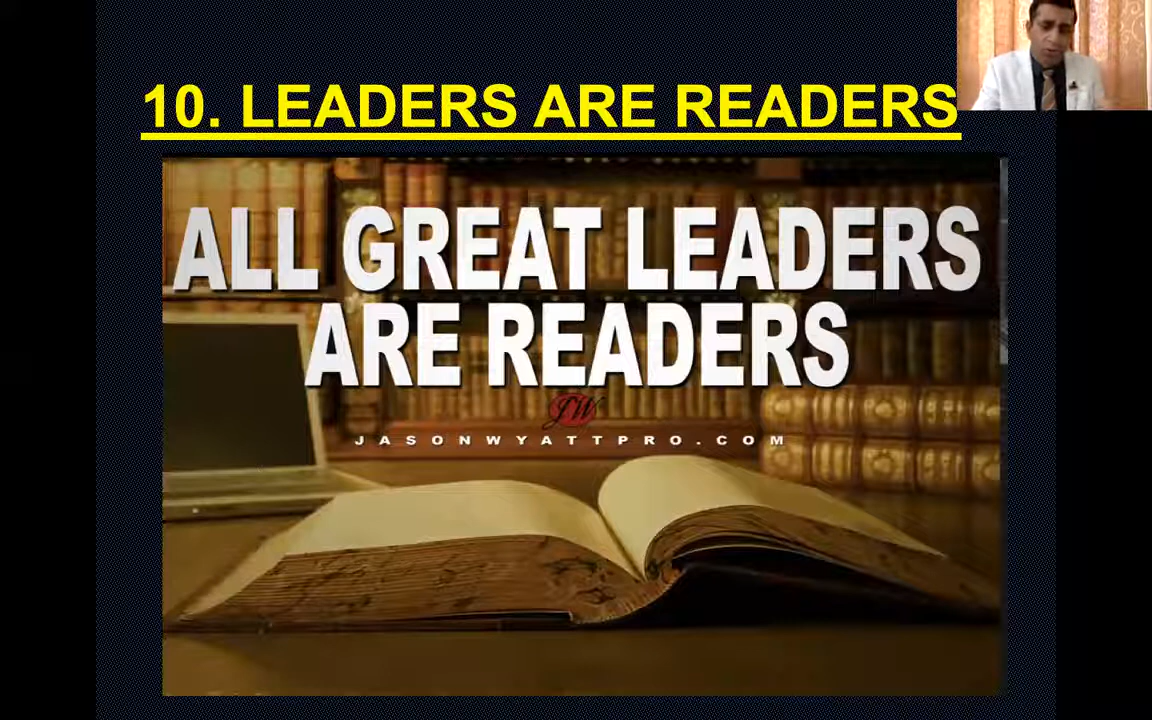 10. LEADERS ARE READERS
ALL GREAT LEADERS
ARE READERS
JW
JASONWYATTPRO.COM